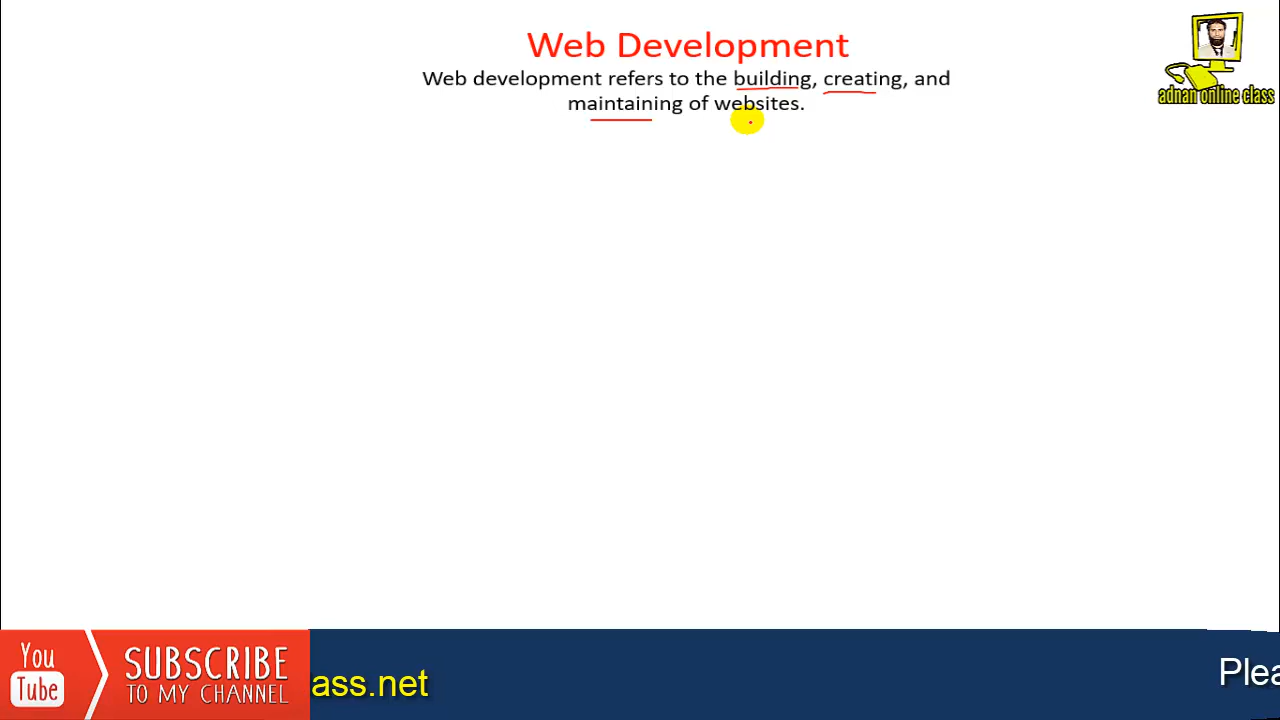 Web Development
Web development refers to the building, creating, and
maintaining of websites.
adnan online class
You
Tube
SUBSCRIBE
TO MY CHANNEL
ass.net
Plea